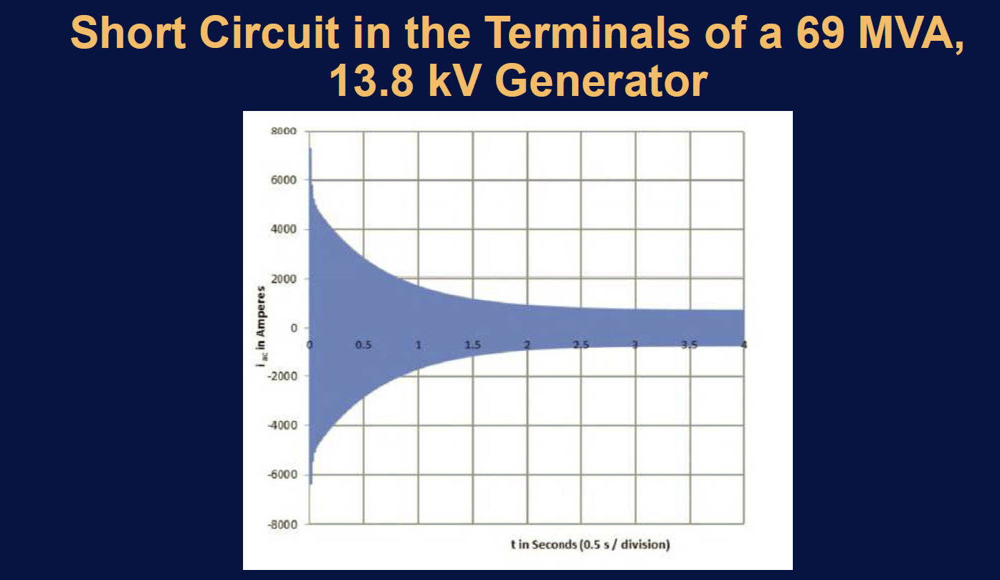 Short Circuit in the Terminals of a 69 MVA,
13.8 kV Generator
8000
6000
4000
2000
0
-2000
-4000
-6000
-8000
i ac in Amperes
0 0.5 1 1.5 2 2.5 3 3.5 4
t in Seconds (0.5 s / division)